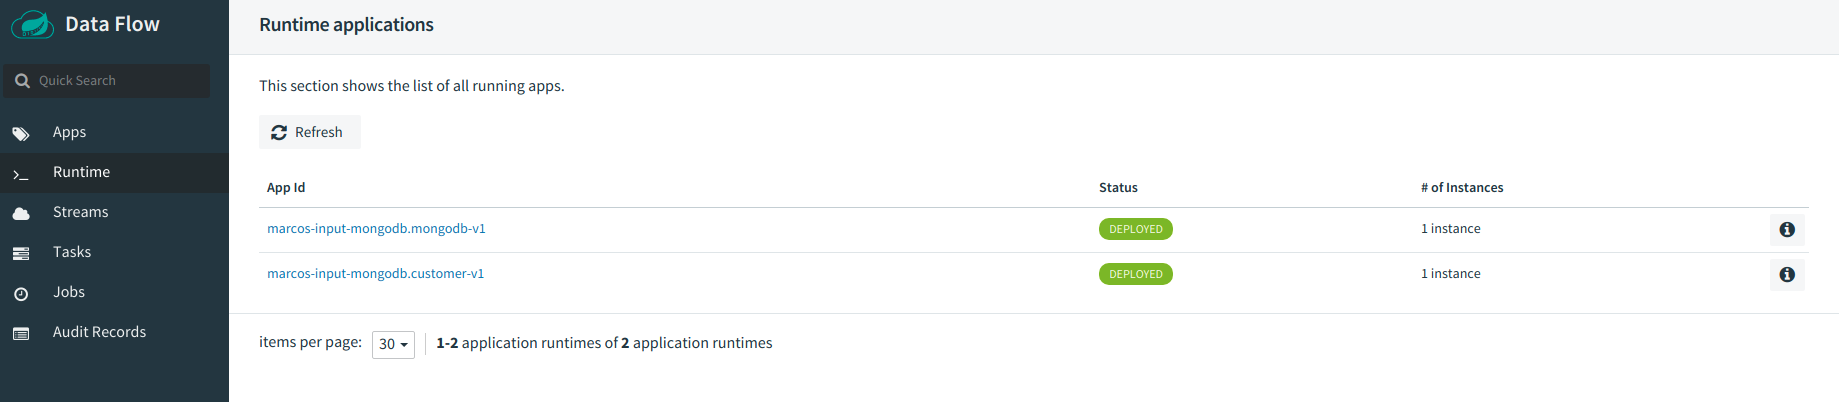 Data Flow
Quick Search
Apps
Runtime
Streams
Tasks
Jobs
Audit Records
Runtime applications
This section shows the list of all running apps.
Refresh
App Id Status # of Instances
marcos-input-mongodb.mongodb-v1 DEPLOYED 1 instance
marcos-input-mongodb.customer-v1 DEPLOYED 1 instance
items per page: 30 1-2 application runtimes of 2 application runtimes